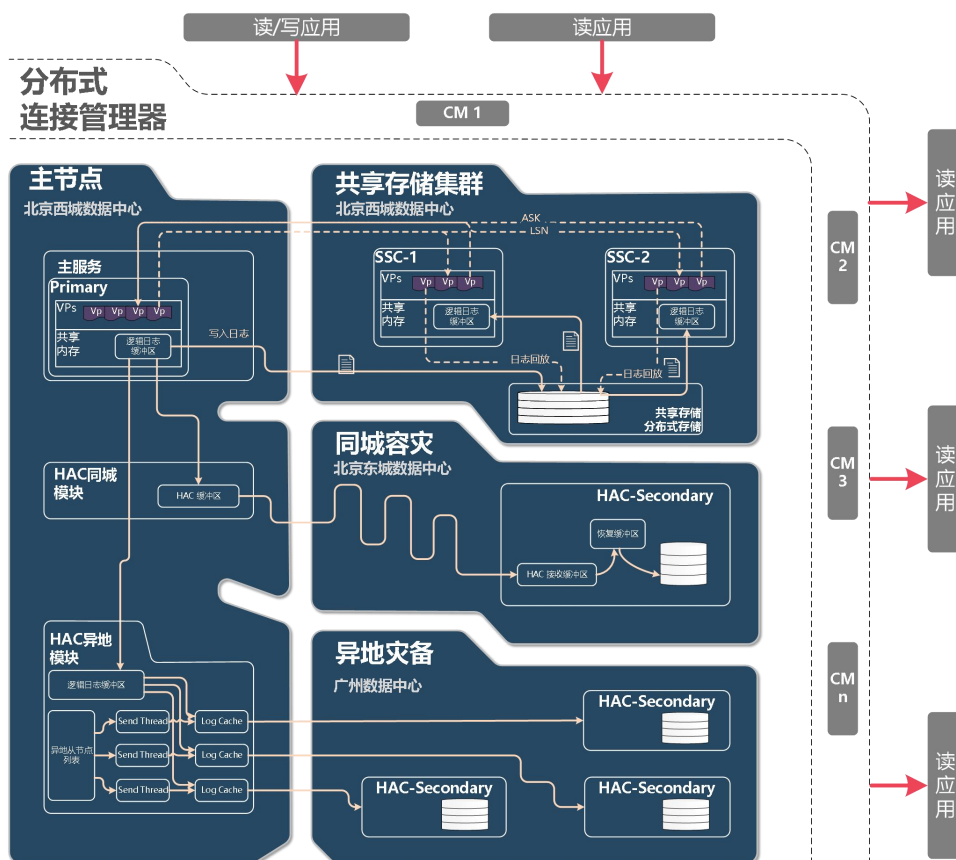 读/写应用
读应用
分布式
连接管理器
CM 1
主节点
北京西城数据中心
主服务
Primary
VPs
Vp
Vp
Vp
Vp
共享
内存
逻辑日志
缓冲区
写入日志
HAC同城
模块
HAC 缓冲区
HAC异地
模块
逻辑日志缓冲区
异地从节点
列表
Send Thread
Log Cache
Send Thread
Log Cache
Send Thread
Log Cache
共享存储集群
北京西城数据中心
ASK
LSN
SSC-1
VPs
Vp
Vp
Vp
共享
内存
逻辑日志
缓冲区
SSC-2
VPs
Vp
Vp
Vp
共享
内存
逻辑日志
缓冲区
日志回放
日志回放
共享存储
分布式存储
同城容灾
北京东城数据中心
HAC-Secondary
恢复缓冲区
HAC 接收缓冲区
异地灾备
广州数据中心
HAC-Secondary
HAC-Secondary
HAC-Secondary
CM
2
CM
3
CM
n
读
应
用
读
应
用
读
应
用